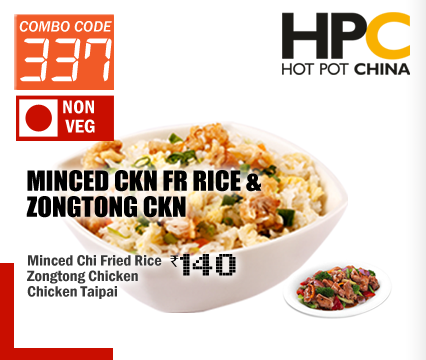 COMBO CODE
337
NON
VEG
HPC
HOT POT CHINA
MINCED CKN FR RICE &
ZONGTONG CKN
Minced Chi Fried Rice ₹140
Zongtong Chicken
Chicken Taipai